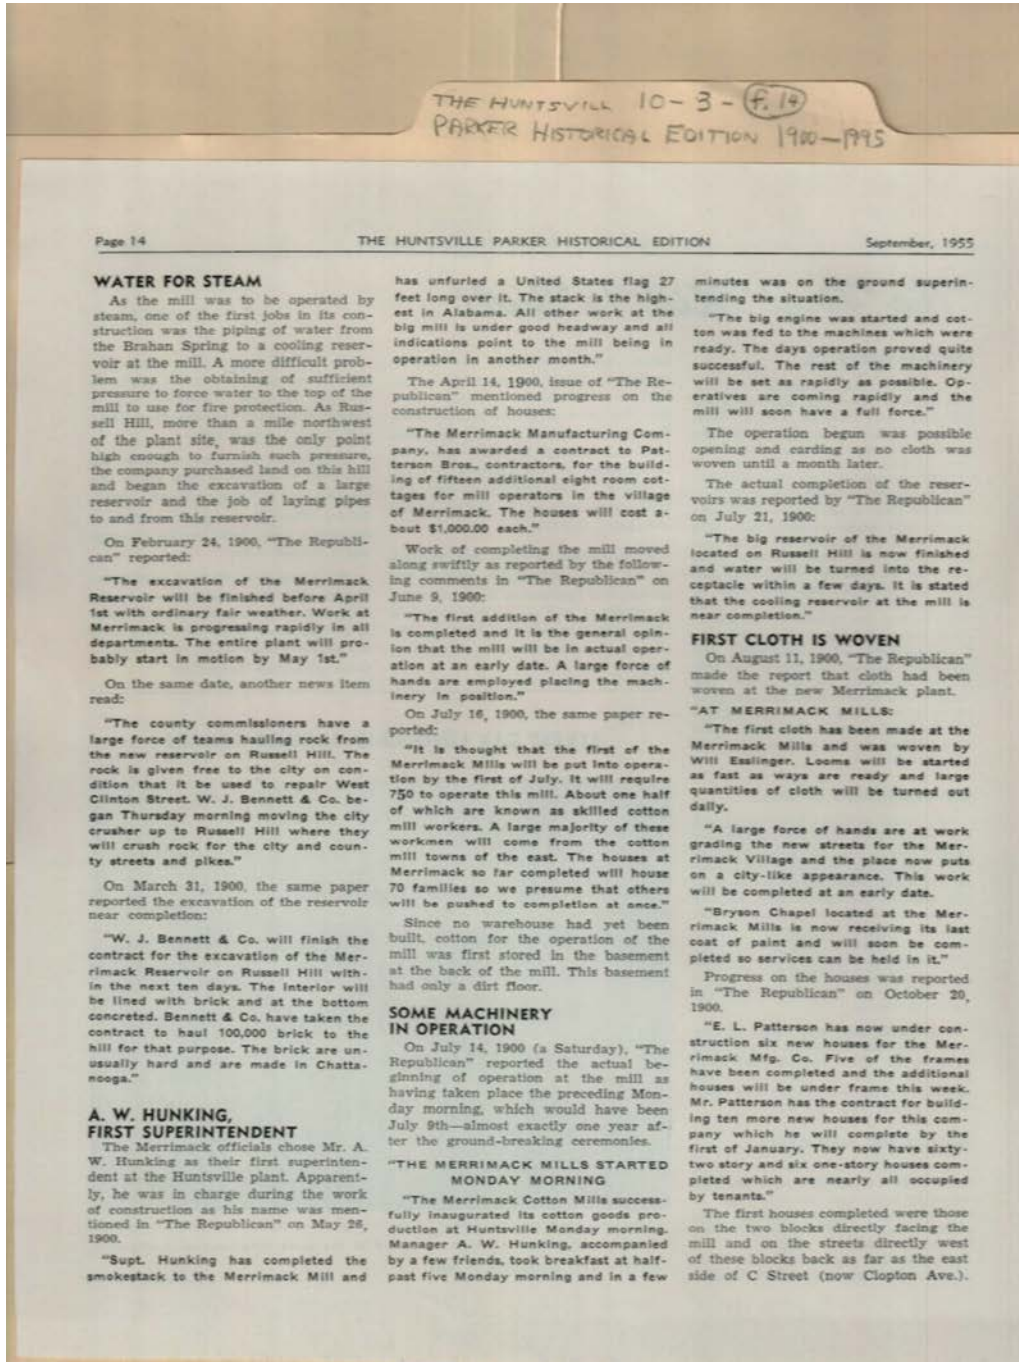 THE HUNTSVILL 10-3-f.14
PARKER HISTORICAL EDITION 1900-1995
Page 14
THE HUNTSVILLE PARKER HISTORICAL EDITION
September, 1955
WATER FOR STEAM
As the mill was to be operated by
steam, one of the first jobs in its con-
struction was the piping of water from
the Brahan Spring to a cooling reser-
voir at the mill. A more difficult prob-
lem was the obtaining of sufficient
pressure to force water to the top of the
mill to use for fire protection. As Rus-
sell Hill, more than a mile northwest
of the plant site, was the only point
high enough to furnish such pressure,
the company purchased land on this hill
and began the excavation of a large
reservoir and the job of laying pipes
to and from this reservoir.
On February 24, 1900, "The Republi-
can" reported:
"The excavation of the Merrimack
Reservoir will be finished before April
1st with ordinary fair weather. Work at
Merrimack is progressing rapidly in all
departments. The entire plant will pro-
bably start in motion by May 1st."
On the same date, another news item
read:
"The county commissioners have a
large force of teams hauling rock from
the new reservoir on Russell Hill. The
rock is given free to the city on con-
dition that it be used to repair West
Clinton Street. W. J. Bennett & Co. be-
gan Thursday morning moving the city
crusher up to Russell Hill where they
will crush rock for the city and coun-
ty streets and pikes."
On March 31, 1900, the same paper
reported the excavation of the reservoir
near completion:
"W. J. Bennett & Co. will finish the
contract for the excavation of the Mer-
rimack Reservoir on Russell Hill with-
in the next ten days. The interior will
be lined with brick and at the bottom
concreted. Bennett & Co. have taken the
contract to haul 100,000 brick to the
hill for that purpose. The brick are un-
usually hard and are made in Chatta-
nooga."
A. W. HUNKING,
FIRST SUPERINTENDENT
The Merrimack officials chose Mr. A.
W. Hunking as their first superinten-
dent at the Huntsville plant. Apparent-
ly, he was in charge during the work
of construction as his name was men-
tioned in "The Republican" on May 26,
1900.
"Supt. Hunking has completed the
smokestack to the Merrimack Mill and
has unfurled a United States flag 27
feet long over it. The stack is the high-
est in Alabama. All other work at the
big mill is under good headway and all
indications point to the mill being in
operation in another month."
The April 14, 1900, issue of "The Re-
publican" mentioned progress on the
construction of houses:
"The Merrimack Manufacturing Com-
pany, has awarded a contract to Pat-
terson Bros., contractors, for the build-
ing of fifteen additional eight room cot-
tages for mill operators in the village
of Merrimack. The houses will cost a-
bout $1,000.00 each."
Work of completing the mill moved
along swiftly as reported by the follow-
ing comments in "The Republican" on
June 9, 1900:
"The first addition of the Merrimack
is completed and it is the general opin-
ion that the mill will be in actual oper-
ation at an early date. A large force of
hands are employed placing the mach-
inery in position."
On July 16, 1900, the same paper re-
ported:
"It is thought that the first of the
Merrimack Mills will be put into opera-
tion by the first of July. It will require
750 to operate this mill. About one half
of which are known as skilled cotton
mill workers. A large majority of these
workmen will come from the cotton
mill towns of the east. The houses at
Merrimack so far completed will house
70 families so we presume that others
will be pushed to completion at once."
Since no warehouse had yet been
built, cotton for the operation of the
mill was first stored in the basement
at the back of the mill. This basement
had only a dirt floor.
SOME MACHINERY
IN OPERATION
On July 14, 1900 (a Saturday), "The
Republican" reported the actual be-
ginning of operation at the mill as
having taken place the preceding Mon-
day morning, which would have been
July 9th—almost exactly one year af-
ter the ground-breaking ceremonies.
"THE MERRIMACK MILLS STARTED
MONDAY MORNING
"The Merrimack Cotton Mills success-
fully inaugurated its cotton goods pro-
duction at Huntsville Monday morning.
Manager A. W. Hunking, accompanied
by a few friends, took breakfast at half-
past five Monday morning and in a few
minutes was on the ground superin-
tending the situation.
"The big engine was started and cot-
ton was fed to the machines which were
ready. The days operation proved quite
successful. The rest of the machinery
will be set as rapidly as possible. Op-
eratives are coming rapidly and the
mill will soon have a full force."
The operation begun was possible
opening and carding as no cloth was
woven until a month later.
The actual completion of the reser-
voirs was reported by "The Republican"
on July 21, 1900:
"The big reservoir of the Merrimack
located on Russell Hill is now finished
and water will be turned into the re-
ceptacle within a few days. It is stated
that the cooling reservoir at the mill is
near completion."
FIRST CLOTH IS WOVEN
On August 11, 1900, "The Republican"
made the report that cloth had been
woven at the new Merrimack plant.
"AT MERRIMACK MILLS:
"The first cloth has been made at the
Merrimack Mills and was woven by
Will Esslinger. Looms will be started
as fast as ways are ready and large
quantities of cloth will be turned out
daily.
"A large force of hands are at work
grading the new streets for the Mer-
rimack Village and the place now puts
on a city-like appearance. This work
will be completed at an early date.
"Bryson Chapel located at the Mer-
rimack Mills is now receiving its last
coat of paint and will soon be com-
pleted so services can be held in it."
Progress on the houses was reported
in "The Republican" on October 20,
1900.
"E. L. Patterson has now under con-
struction six new houses for the Mer-
rimack Mfg. Co. Five of the frames
have been completed and the additional
houses will be under frame this week.
Mr. Patterson has the contract for build-
ing ten more new houses for this com-
pany which he will complete by the
first of January. They now have sixty-
two story and six one-story houses com-
pleted which are nearly all occupied
by tenants."
The first houses completed were those
on the two blocks directly facing the
mill and on the streets directly west
of these blocks back as far as the east
side of C Street (now Clopton Ave.).